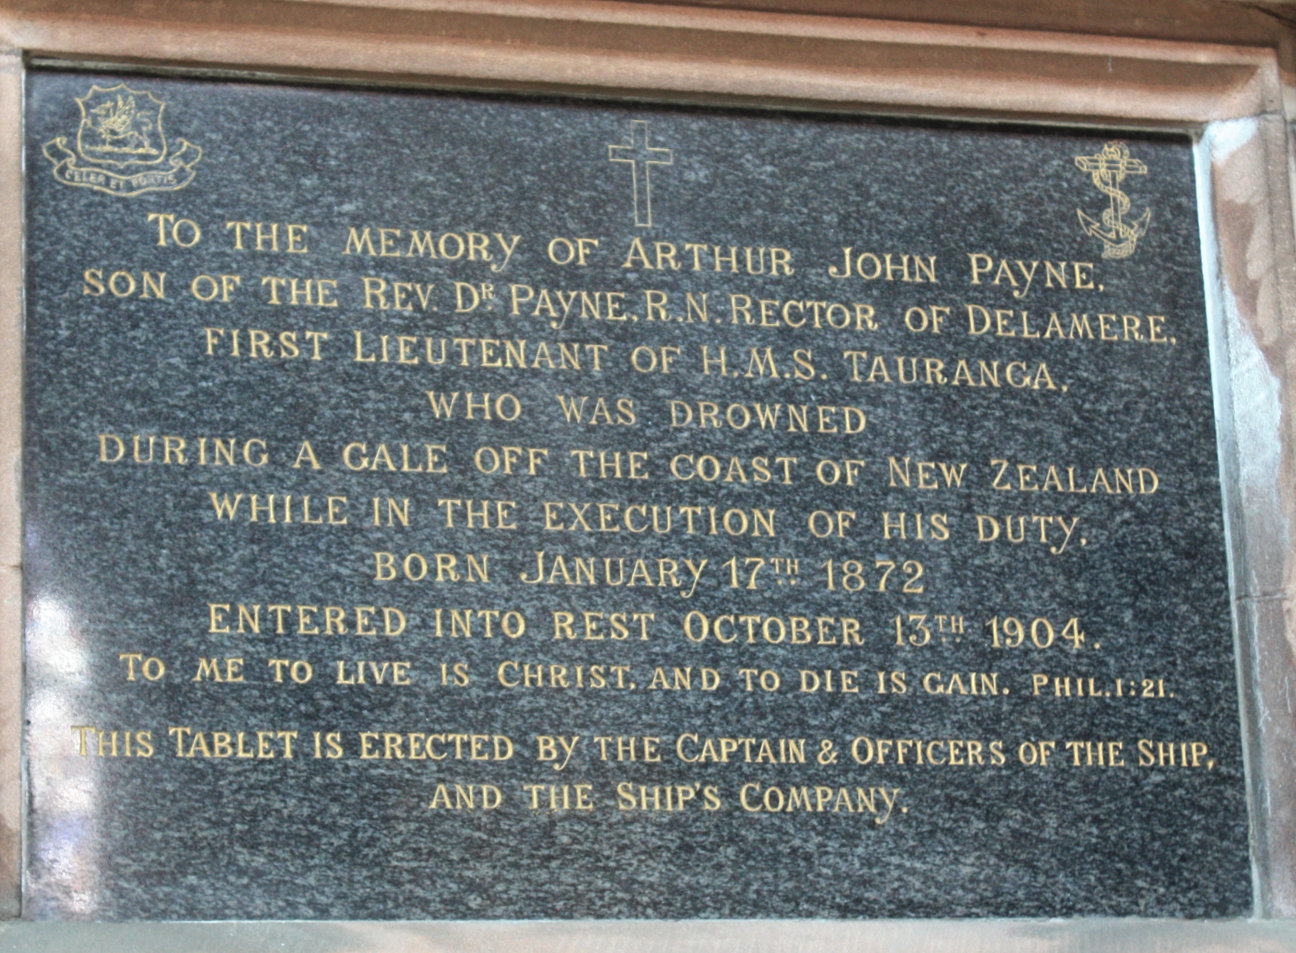 CELER ET FORTIS
TO THE MEMORY OF ARTHUR JOHN PAYNE,
SON OF THE REV. DR PAYNE, R.N. RECTOR OF DELAMERE,
FIRST LIEUTENANT OF H.M.S. TAURANGA,
WHO WAS DROWNED
DURING A GALE OFF THE COAST OF NEW ZEALAND
WHILE IN THE EXECUTION OF HIS DUTY,
BORN JANUARY 17TH 1872
ENTERED INTO REST OCTOBER 13TH 1904.
TO ME TO LIVE IS CHRIST, AND TO DIE IS GAIN. PHIL.1:21.
THIS TABLET IS ERECTED BY THE CAPTAIN & OFFICERS OF THE SHIP,
AND THE SHIP'S COMPANY.